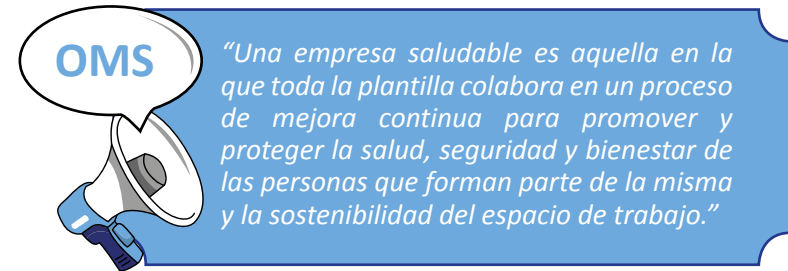 OMS
“Una empresa saludable es aquella en la
que toda la plantilla colabora en un proceso
de mejora continua para promover y
proteger la salud, seguridad y bienestar de
las personas que forman parte de la misma
y la sostenibilidad del espacio de trabajo.”